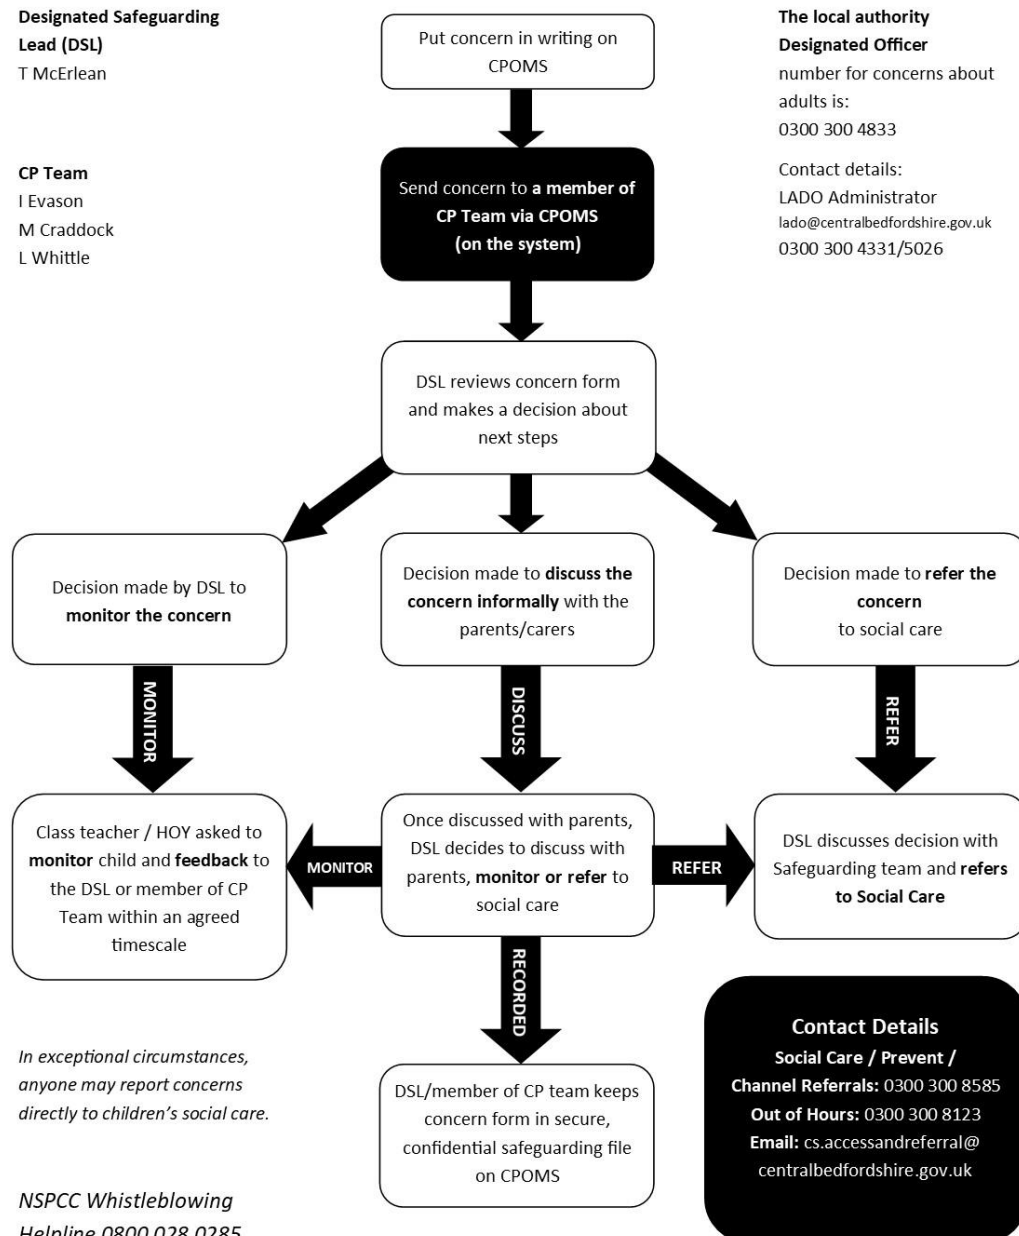 Designated Safeguarding
Lead (DSL)
T McErlean
CP Team
I Evason
M Craddock
L Whittle
Put concern in writing on
CPOMS
The local authority
Designated Officer
number for concerns about
adults is:
0300 300 4833
Contact details:
LADO Administrator
lado@centralbedfordshire.gov.uk
0300 300 4331/5026
Send concern to a member of
CP Team via CPOMS
(on the system)
DSL reviews concern form
and makes a decision about
next steps
Decision made by DSL to
monitor the concern
Decision made to discuss the
concern informally with the
parents/carers
Decision made to refer the
concern
to social care
MONITOR
DISCUSS
REFER
Class teacher / HOY asked to
monitor child and feedback to
the DSL or member of CP
Team within an agreed
timescale
MONITOR
Once discussed with parents,
DSL decides to discuss with
parents, monitor or refer to
social care
REFER
DSL discusses decision with
Safeguarding team and refers
to Social Care
RECORDED
In exceptional circumstances,
anyone may report concerns
directly to children's social care.
DSL/member of CP team keeps
concern form in secure,
confidential safeguarding file
on CPOMS
Contact Details
Social Care / Prevent /
Channel Referrals: 0300 300 8585
Out of Hours: 0300 300 8123
Email: cs.accessandreferral@
centralbedfordshire.gov.uk
NSPCC Whistleblowing
Helpline 0800 028 0285